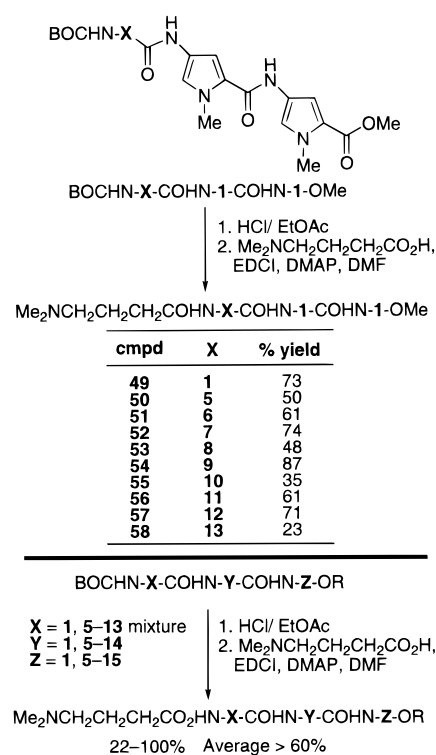 BOCHN-X
H
N
O
N
Me
H
N
O
N
Me
OMe
O
BOCHN-X-COHN-1-COHN-1-OMe
1. HCl/ EtOAc
2. Me2NCH2CH2CH2CO2H,
EDCI, DMAP, DMF
Me2NCH2CH2CH2COHN-X-COHN-1-COHN-1-OMe
cmpd X % yield
49 1 73
50 5 50
51 6 61
52 7 74
53 8 48
54 9 87
55 10 35
56 11 61
57 12 71
58 13 23
BOCHN-X-COHN-Y-COHN-Z-OR
X = 1, 5–13 mixture
Y = 1, 5–14
Z = 1, 5–15
1. HCl/ EtOAc
2. Me2NCH2CH2CH2CO2H,
EDCI, DMAP, DMF
Me2NCH2CH2CH2CO2HN-X-COHN-Y-COHN-Z-OR
22–100% Average > 60%